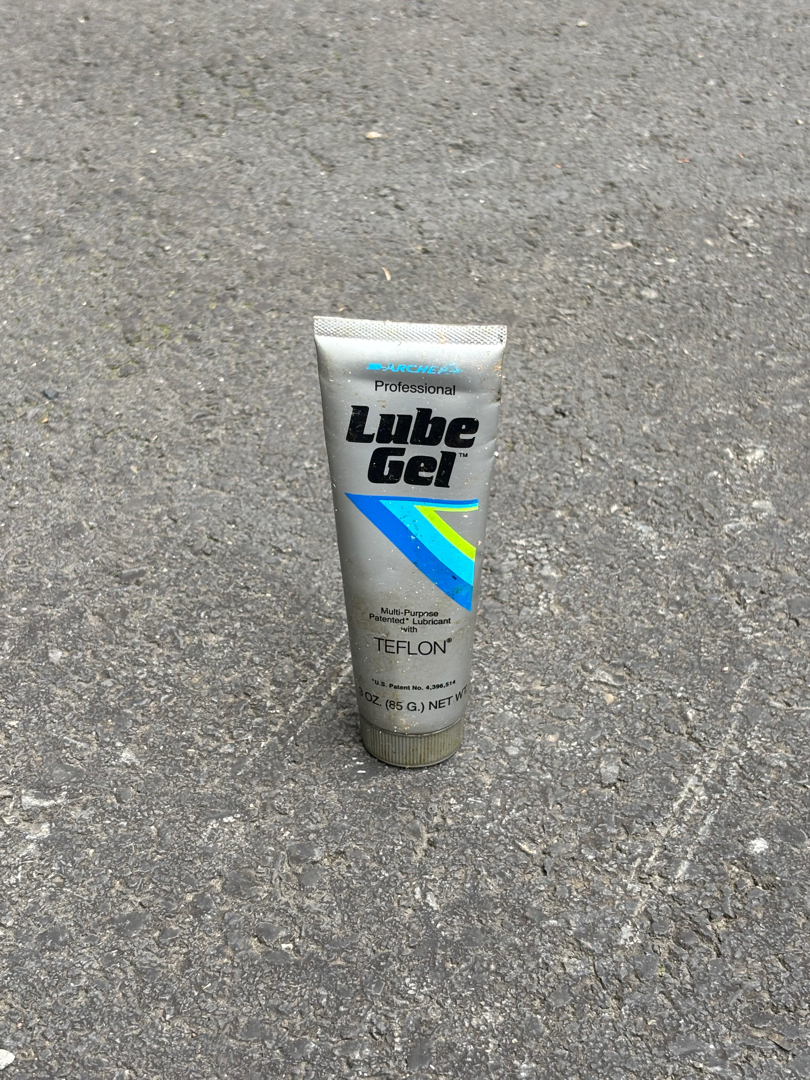 ARCHER
Professional
Lube
Gel™
Multi-Purpose
Patented* Lubricant
with
TEFLON®
*U.S. Patent No. 4,396,514
3 OZ. (85 G.) NET WT.